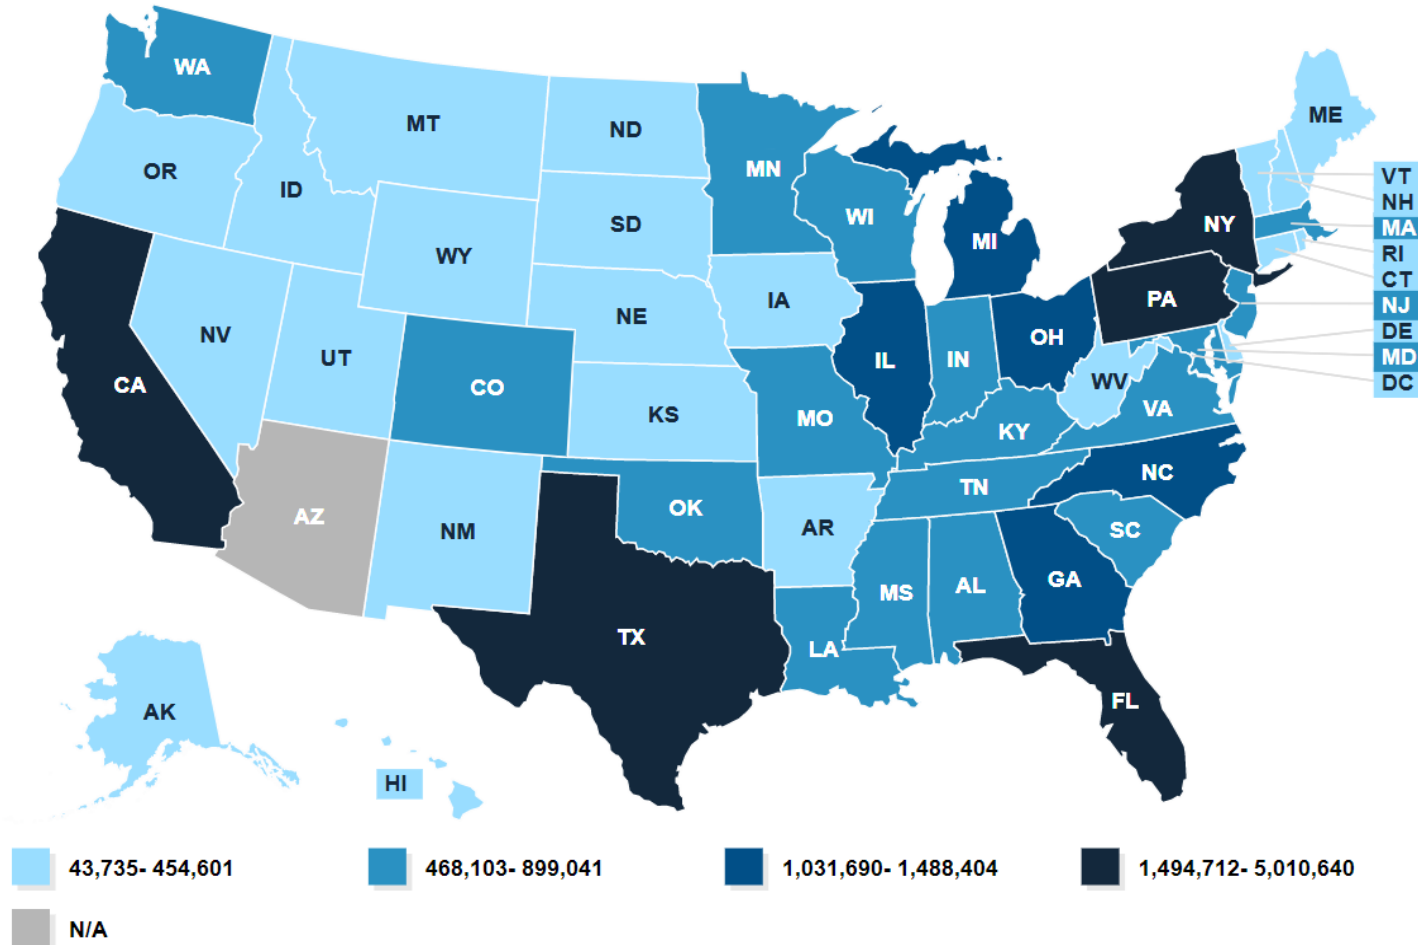 WA
MT
ND
ME
MN
OR
ID
VT
NH
WI
SD
NY
MA
MI
RI
WY
CT
PA
IA
NJ
NE
DE
NV
OH
UT
MD
IL
IN
CA
WV
DC
CO
VA
KS
MO
KY
NC
TN
OK
AZ
AR
NM
SC
GA
AL
MS
TX
LA
FL
AK
HI
43,735- 454,601
468,103- 899,041
1,031,690- 1,488,404
1,494,712- 5,010,640
N/A